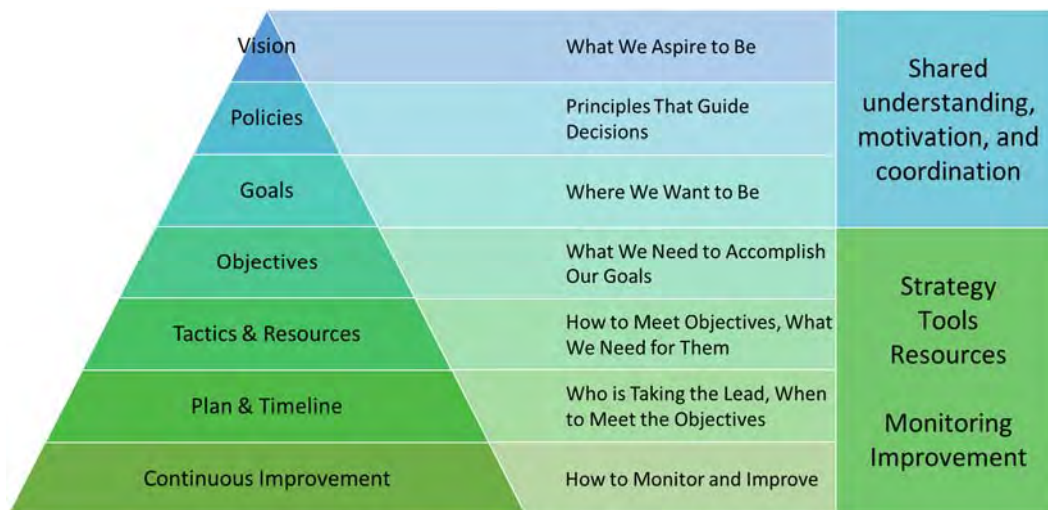 Vision
What We Aspire to Be
Policies
Principles That Guide
Decisions
Goals
Where We Want to Be
Objectives
What We Need to Accomplish
Our Goals
Tactics & Resources
How to Meet Objectives, What
We Need for Them
Plan & Timeline
Who is Taking the Lead, When
to Meet the Objectives
Continuous Improvement
How to Monitor and Improve
Shared
understanding,
motivation, and
coordination
Strategy
Tools
Resources
Monitoring
Improvement